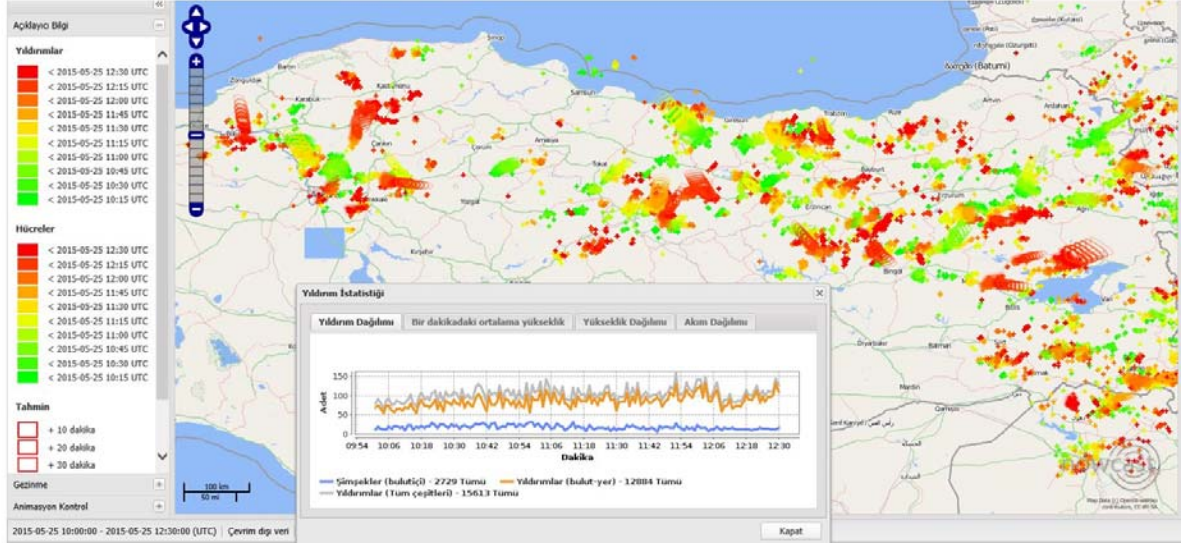 Açıklayıcı Bilgi
Yıldırımlar
< 2015-05-25 12:30 UTC
< 2015-05-25 12:15 UTC
< 2015-05-25 12:00 UTC
< 2015-05-25 11:45 UTC
< 2015-05-25 11:30 UTC
< 2015-05-25 11:15 UTC
< 2015-05-25 11:00 UTC
< 2015-05-25 10:45 UTC
< 2015-05-25 10:30 UTC
< 2015-05-25 10:15 UTC
Hücreler
< 2015-05-25 12:30 UTC
< 2015-05-25 12:15 UTC
< 2015-05-25 12:00 UTC
< 2015-05-25 11:45 UTC
< 2015-05-25 11:30 UTC
< 2015-05-25 11:15 UTC
< 2015-05-25 11:00 UTC
< 2015-05-25 10:45 UTC
< 2015-05-25 10:30 UTC
< 2015-05-25 10:15 UTC
Tahmin
+ 10 dakika
+ 20 dakika
+ 30 dakika
Gezinme
Animasyon Kontrol
2015-05-25 10:00:00 - 2015-05-25 12:30:00 (UTC) Çevrim dışı veri
Sinop
Bartın
Zonguldak
Karabük
Kastamonu
Samsun
(Batumi)
Artvin
Ardahan
Rize
Trabzon
Giresun
Amasya
Çorum
Çankırı
Tokat
Bayburt
Yozgat
Erzincan
Erzurum
Ağrı
Kırşehir
Bingöl
Van
Bitlis
Diyarbakır
Batman
Siirt
Mardin
Qamişlo
100 km
50 mi
Yıldırım İstatistiği
Yıldırım Dağılımı
Bir dakikadaki ortalama yükseklik
Yükseklik Dağılımı
Akım Dağılımı
Adet
150
100
50
0
09:54 10:06 10:18 10:30 10:42 10:54 11:06 11:18 11:30 11:42 11:54 12:06 12:18 12:30
Dakika
Şimşekler (bulutiçi) - 2729 Tümü
Yıldırımlar (bulut-yer) - 12884 Tümü
Yıldırımlar (Tüm çeşitleri) - 15613 Tümü
Kapat
nowcast